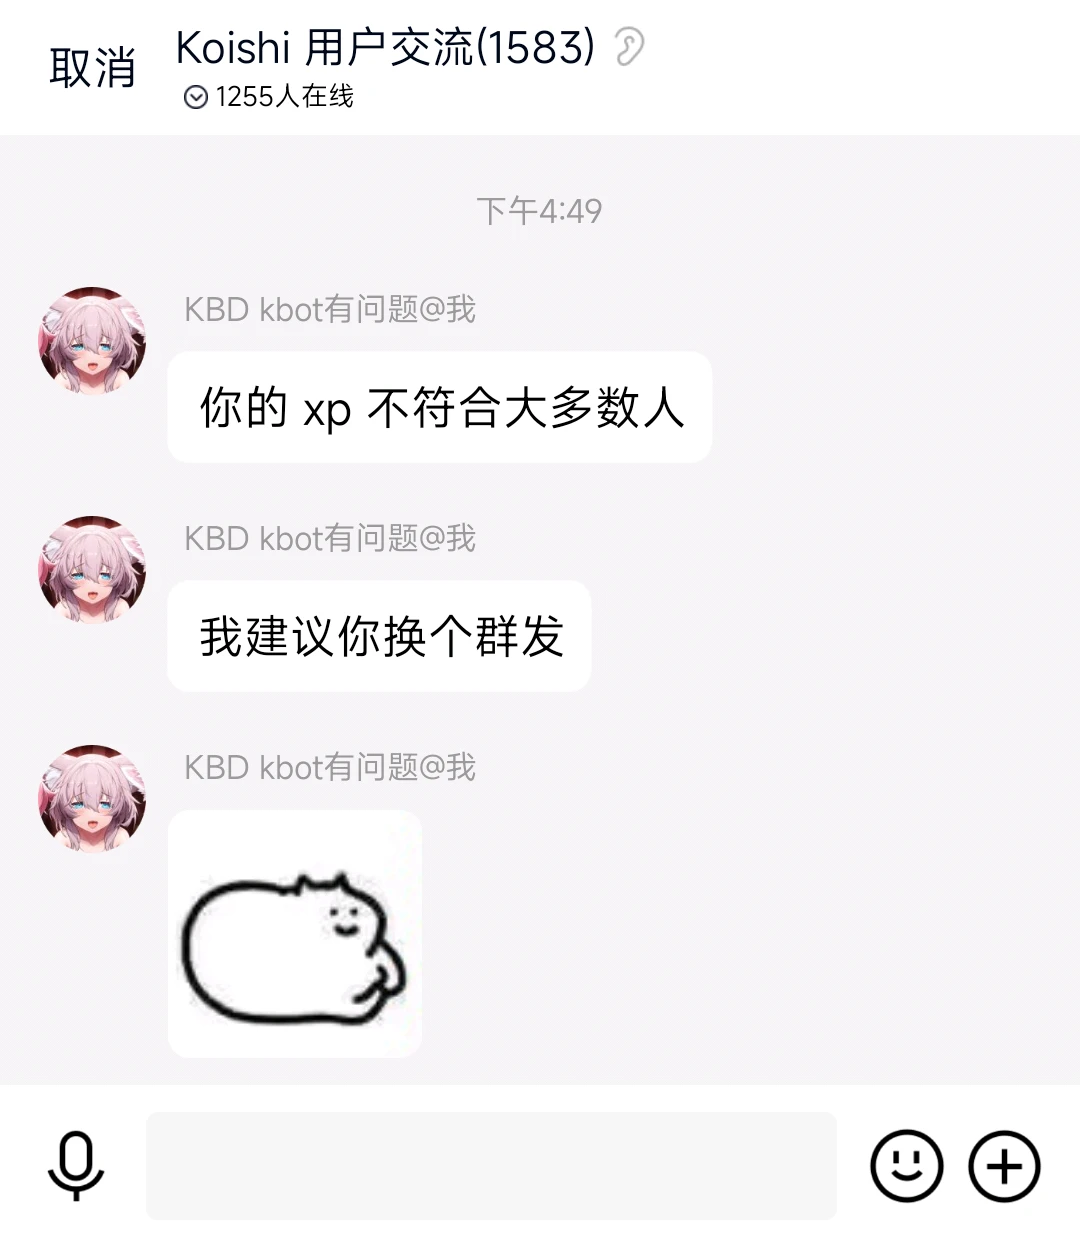 取消
Koishi 用户交流(1583)
1255人在线
下午4:49
KBD kbot有问题@我
你的 xp 不符合大多数人
KBD kbot有问题@我
我建议你换个群发
KBD kbot有问题@我